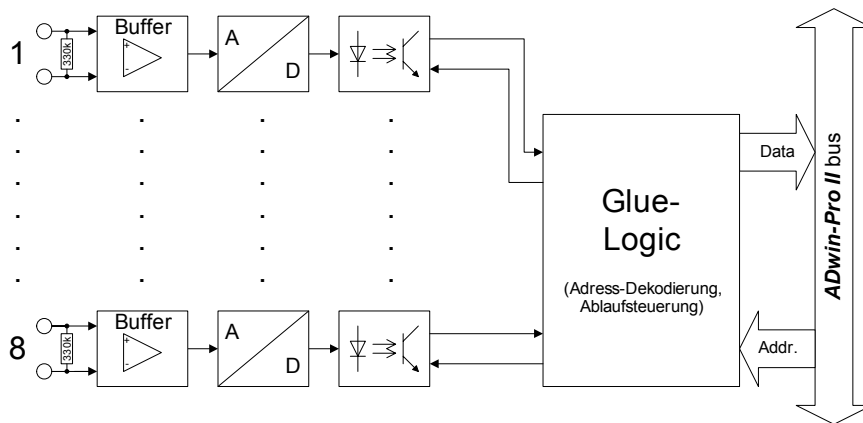 1
330k
Buffer
+
-
A
D
Glue-
Logic
(Adress-Dekodierung,
Ablaufsteuerung)
Data
Addr.
ADwin-Pro II bus
8
330k
Buffer
+
-
A
D